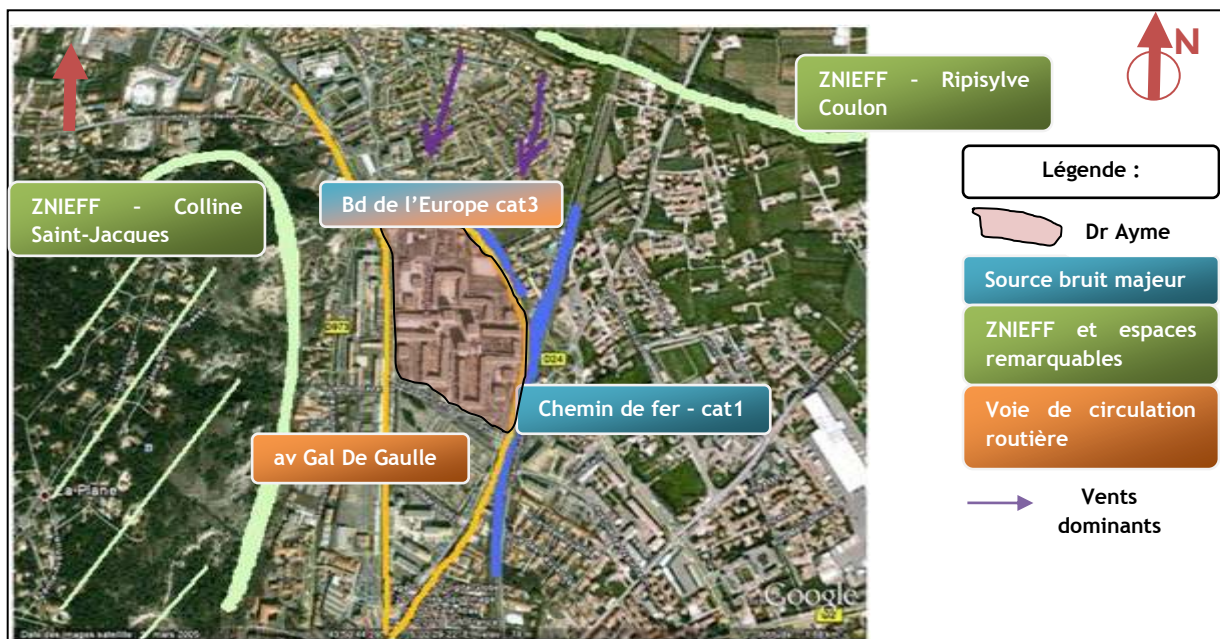 N
ZNIEFF - Ripisylve
Coulon
ZNIEFF - Colline
Saint-Jacques
Bd de l'Europe cat3
D24
Chemin de fer – cat1
av Gal De Gaulle
La Plane
Google
Légende :
Dr Ayme
Source bruit majeur
ZNIEFF et espaces
remarquables
Voie de circulation
routière
Vents
dominants